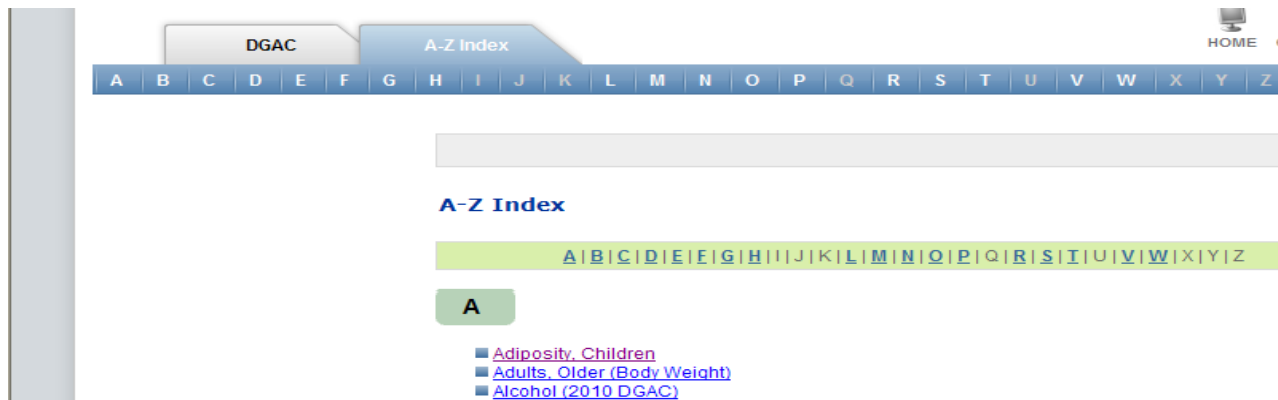 DGAC
A-Z Index
HOME
A B C D E F G H I J K L M N O P Q R S T U V W X Y Z
A-Z Index
A | B | C | D | E | F | G | H | I | J | K | L | M | N | O | P | Q | R | S | T | U | V | W | X | Y | Z
A
Adiposity, Children
Adults, Older (Body Weight)
Alcohol (2010 DGAC)